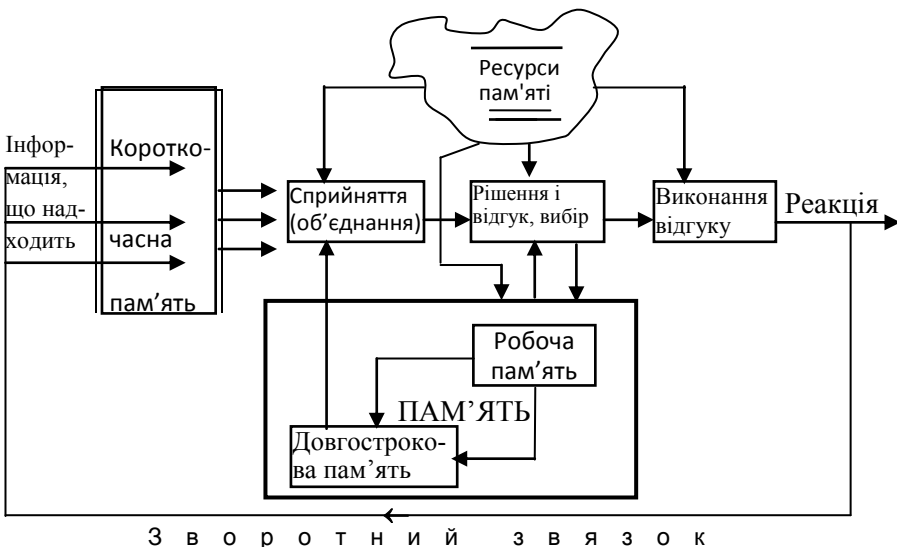 Ресурси
пам'яті
Інфор-
мація,
що над-
ходить
Коротко-
часна
пам’ять
Сприйняття
(об’єднання)
Рішення і
відгук, вибір
Виконання
відгуку
Реакція
Робоча
пам’ять
ПАМ’ЯТЬ
Довгостроко-
ва пам’ять
Зворотний звязок